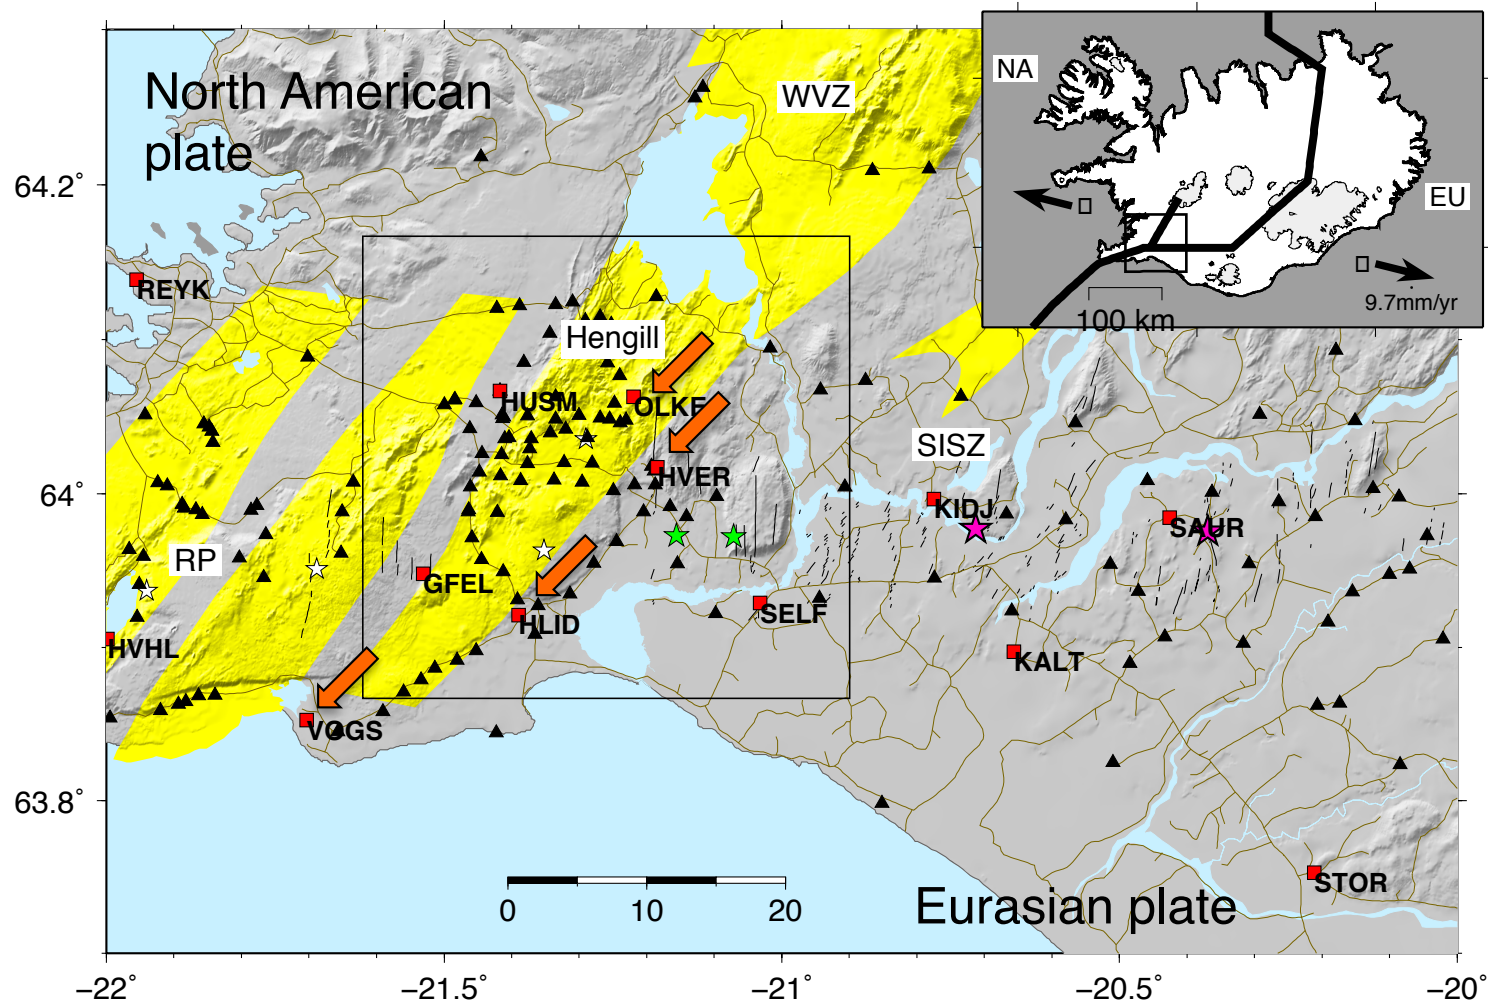 North American
plate
WVZ
NA
EU
9.7mm/yr
100 km
64.2°
REYK
Hengill
HUSM
OLKE
SISZ
HVER
64°
KIDJ
SAUR
RP
GFEL
SELF
HLID
HVHL
KALT
VOGS
63.8°
STOR
0
10
20
Eurasian plate
−22°
−21.5°
−21°
−20.5°
−20°